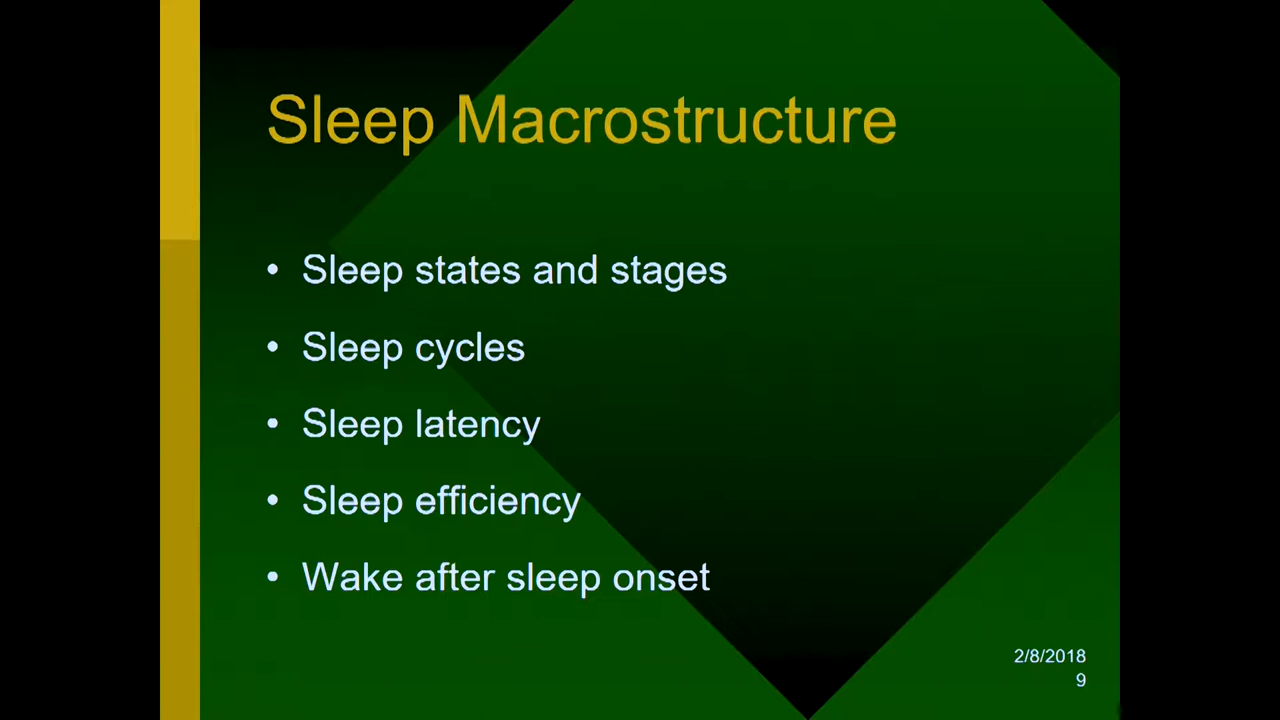 Sleep Macrostructure
• Sleep states and stages
• Sleep cycles
• Sleep latency
• Sleep efficiency
• Wake after sleep onset
2/8/2018
9